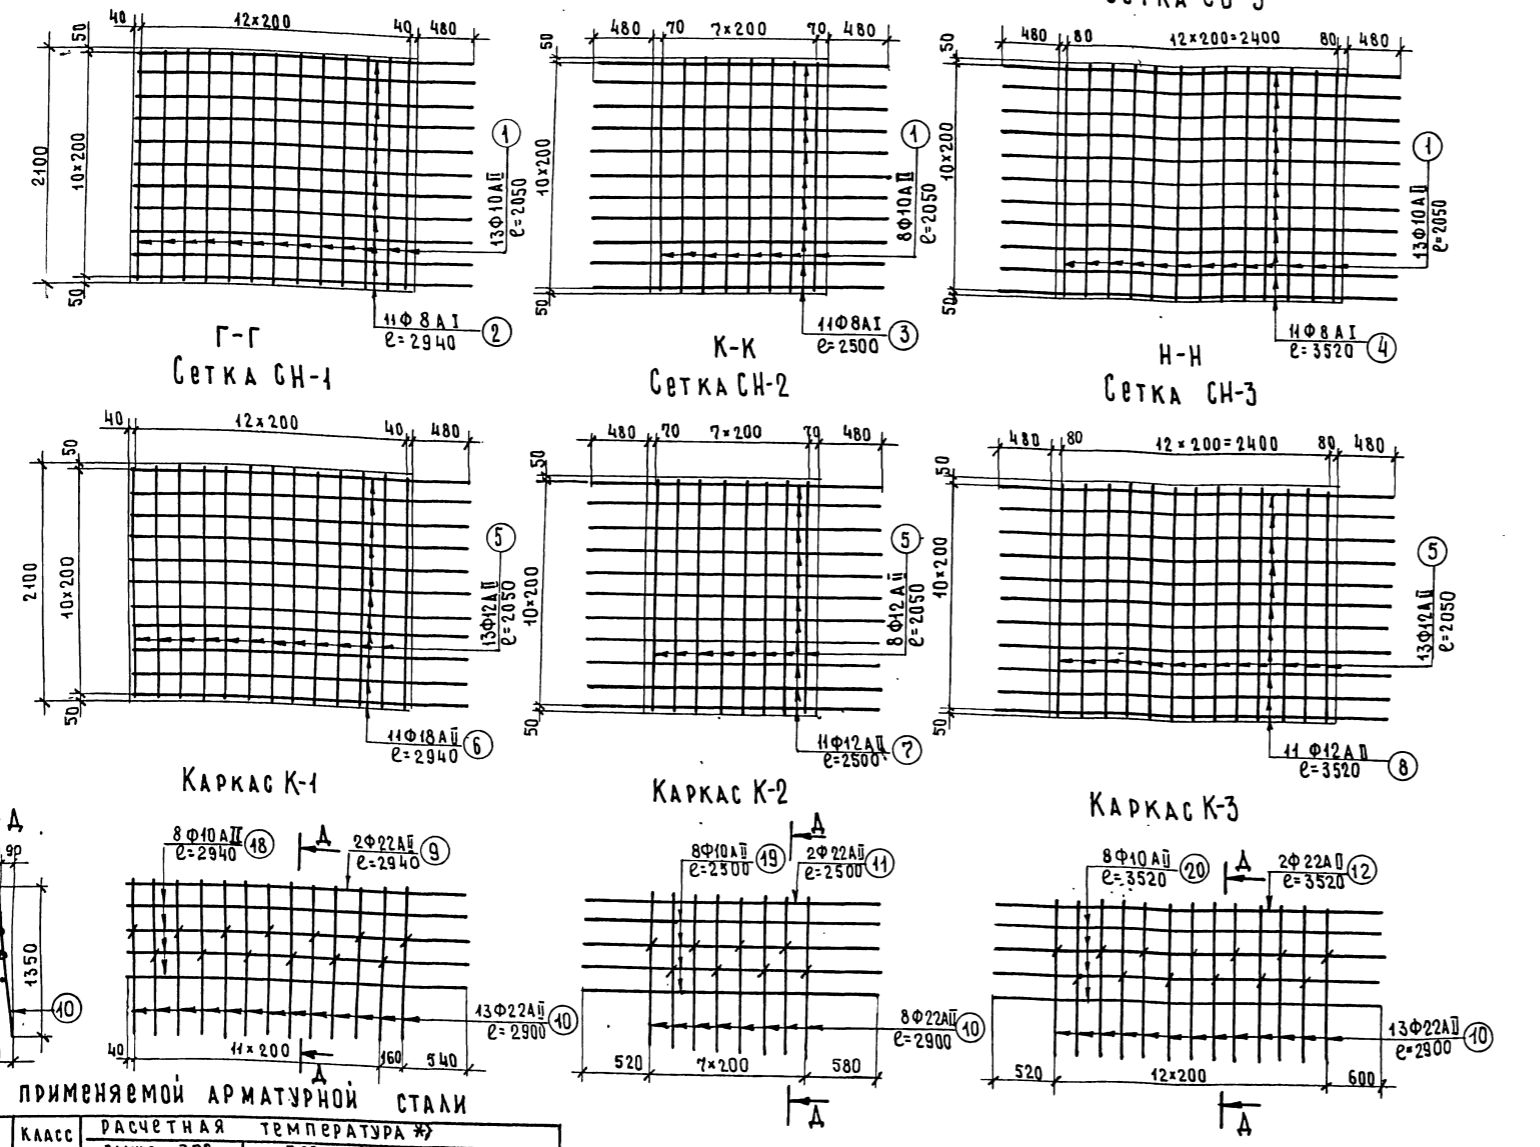 Сетка СВ-3
40 12×200 40 480
50
2100
10×200
50
1
13Ф10АII
ℓ=2050
11Ф8АI
ℓ=2940
2
480 70 7×200 70 480
50
10×200
50
1
8Ф10АII
ℓ=2050
11Ф8АI
ℓ=2500
3
480 80 12×200=2400 80 480
50
10×200
50
1
13Ф10АII
ℓ=2050
11Ф8АI
ℓ=3520
4
Г-Г
Сетка СН-1
К-К
Сетка СН-2
Н-Н
Сетка СН-3
40 12×200 40 480
50
2100
10×200
50
5
13Ф12АII
ℓ=2050
11Ф18АII
ℓ=2940
6
480 70 7×200 70 480
50
10×200
50
5
8Ф12АII
ℓ=2050
11Ф12АII
ℓ=2500
7
480 80 12×200=2400 80 480
50
10×200
50
5
13Ф12АII
ℓ=2050
11Ф12АII
ℓ=3520
8
Каркас К-1
Каркас К-2
Каркас К-3
Д
90
1350
10
8Ф10АII
ℓ=2940
18
Д
2Ф22АII
ℓ=2940
9
13Ф22АII
ℓ=2900
10
40 11×200 160 540
Д
8Ф10АII
ℓ=2500
19
Д
2Ф22АII
ℓ=2500
11
8Ф22АII
ℓ=2900
10
520 7×200 580
Д
8Ф10АII
ℓ=3520
20
Д
2Ф22АII
ℓ=3520
12
13Ф22АII
ℓ=2900
10
520 12×200 600
Д
применяемой арматурной стали
класс
расчетная температура*)